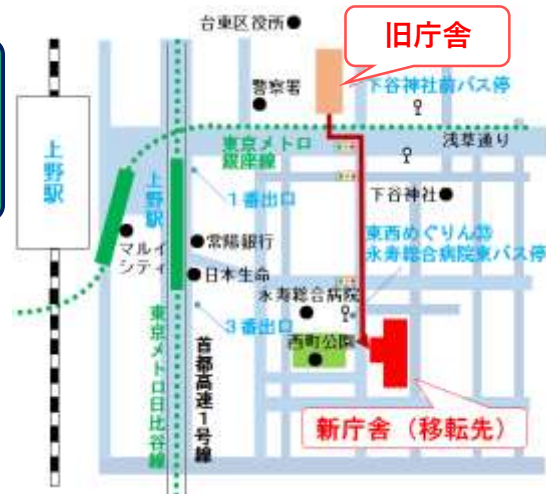 台東区役所
旧庁舎
警察署
下谷神社前バス停
浅草通り
東京メトロ
銀座線
上野駅
上野駅
1番出口
下谷神社
マルイ
シティ
常陽銀行
東西めぐりん㉝
永寿総合病院東バス停
日本生命
永寿総合病院
3番出口
西町公園
東京メトロ日比谷線
首都高速1号線
新庁舎（移転先）